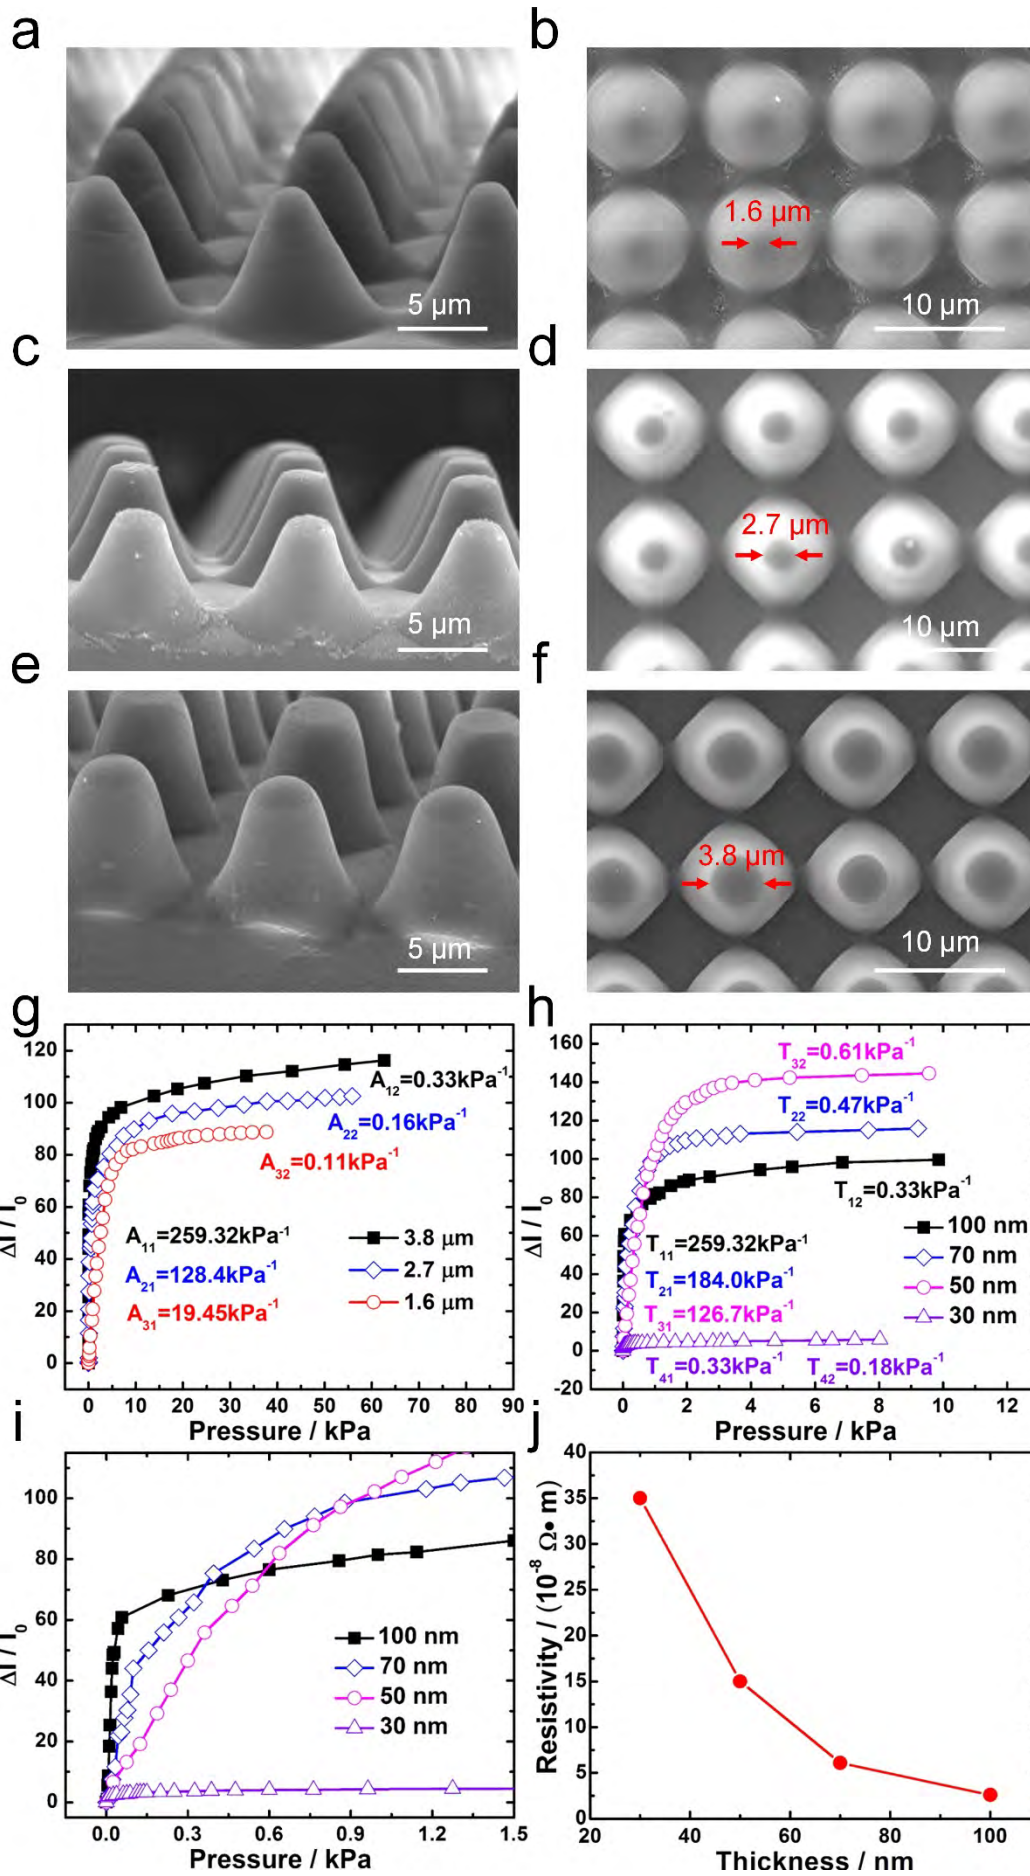 a
b
1.6 μm
5 μm
10 μm
c
d
2.7 μm
5 μm
10 μm
e
f
3.8 μm
5 μm
10 μm
g
120
100
80
60
40
20
0
ΔI / I₀
A₁₂=0.33kPa⁻¹
A₂₂=0.16kPa⁻¹
A₃₂=0.11kPa⁻¹
A₁₁=259.32kPa⁻¹
A₂₁=128.4kPa⁻¹
A₃₁=19.45kPa⁻¹
3.8 μm
2.7 μm
1.6 μm
0 10 20 30 40 50 60 70 80 90
Pressure / kPa
h
160
140
120
100
80
60
40
20
0
-20
ΔI / I₀
T₃₂=0.61kPa⁻¹
T₂₂=0.47kPa⁻¹
T₁₂=0.33kPa⁻¹
T₁₁=259.32kPa⁻¹
T₂₁=184.0kPa⁻¹
T₃₁=126.7kPa⁻¹
100 nm
70 nm
50 nm
30 nm
T₄₁=0.33kPa⁻¹
T₄₂=0.18kPa⁻¹
0 2 4 6 8 10 12
Pressure / kPa
i
100
80
60
40
20
0
ΔI / I₀
100 nm
70 nm
50 nm
30 nm
0.0 0.3 0.6 0.9 1.2 1.5
Pressure / kPa
j
40
35
30
25
20
15
10
5
0
Resistivity / (10⁻⁸ Ω• m)
20 40 60 80 100
Thickness / nm